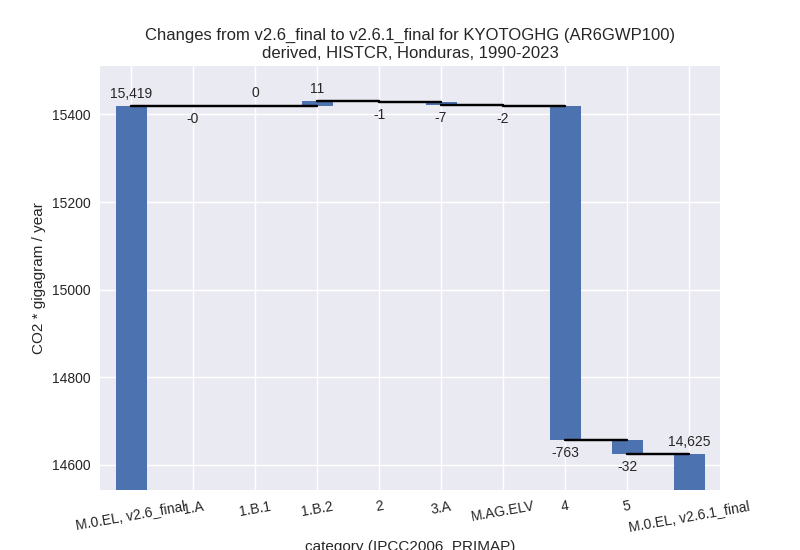 Changes from v2.6_final to v2.6.1_final for KYOTOGHG (AR6GWP100)
derived, HISTCR, Honduras, 1990-2023
15,419
-0
0
11
-1
-7
-2
-763
-32
14,625
15400
15200
15000
14800
14600
CO2 * gigagram / year
M.0.EL, v2.6_final
1.A
1.B.1
1.B.2
2
3.A
M.AG.ELV
4
5
M.0.EL, v2.6.1_final
category (IPCC2006_PRIMAP)